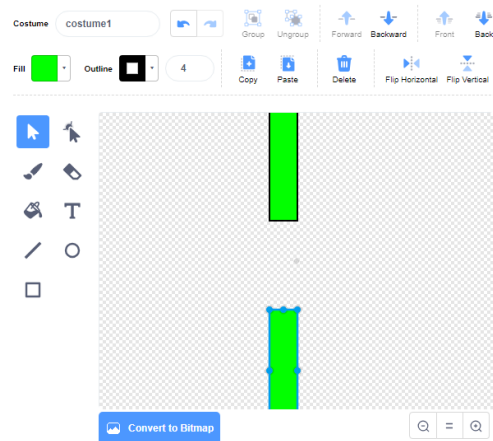 Costume costume1
Group Ungroup Forward Backward Front Back
Fill Outline 4
Copy Paste Delete Flip Horizontal Flip Vertical
T
Convert to Bitmap